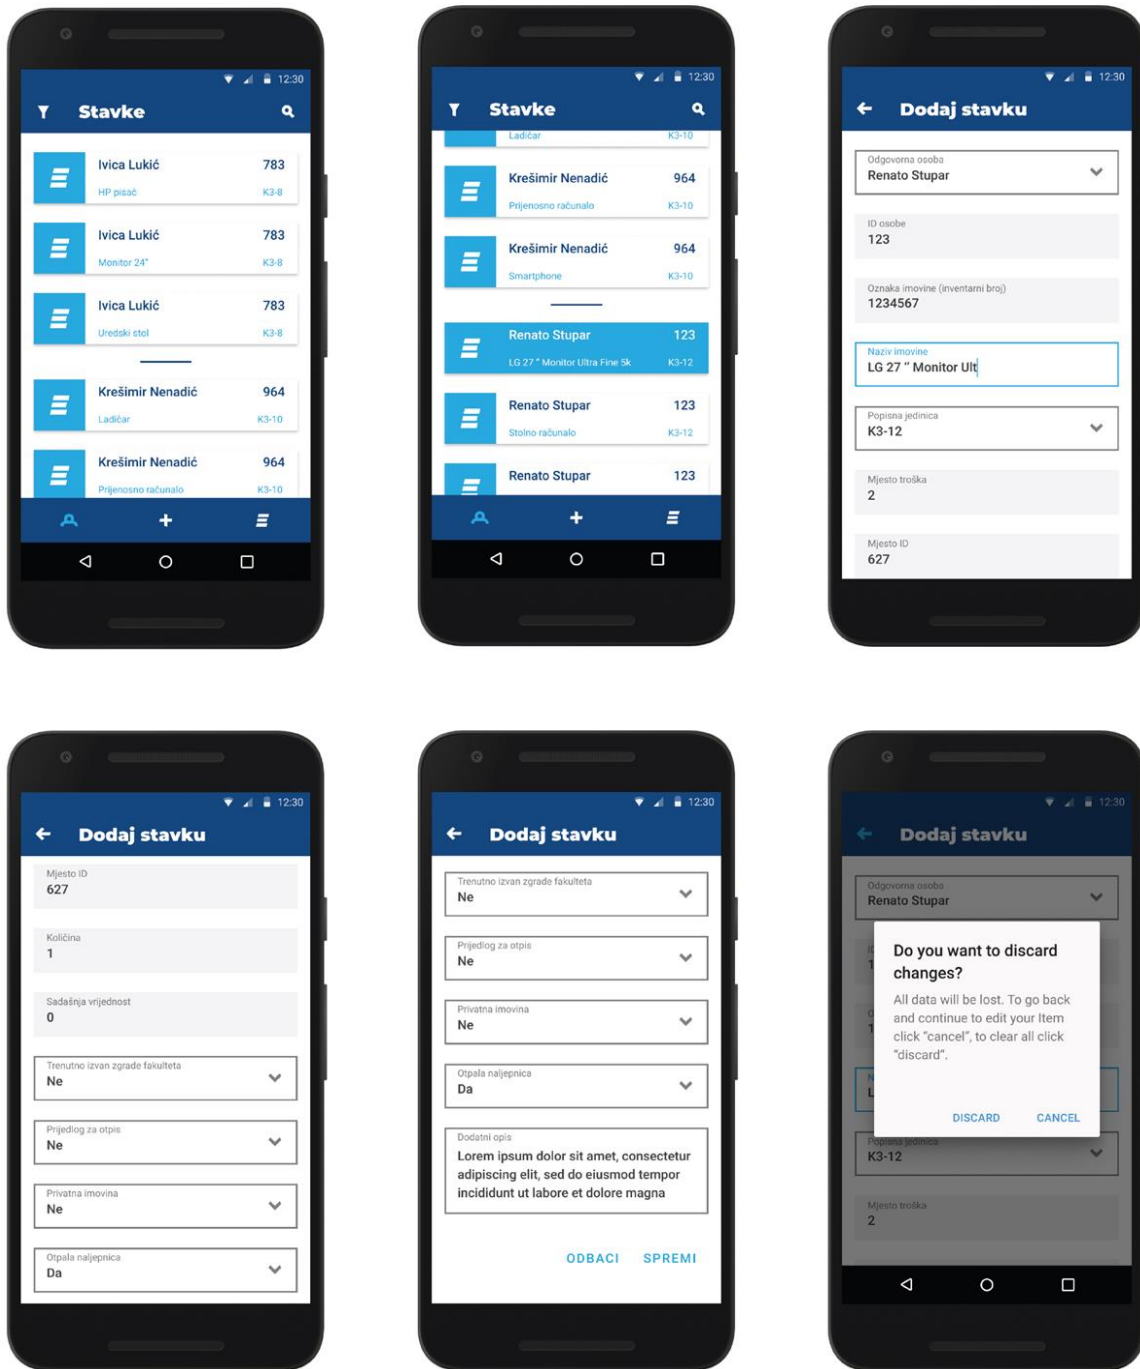 12:30
Stavke
Ivica Lukić 783
HP pisač K3-8
Ivica Lukić 783
Monitor 24" K3-8
Ivica Lukić 783
Uredski stol K3-8
Krešimir Nenadić 964
Ladičar K3-10
Krešimir Nenadić 964
Prijenosno računalo K3-10
12:30
Stavke
Ladičar K3-10
Krešimir Nenadić 964
Prijenosno računalo K3-10
Krešimir Nenadić 964
Smartphone K3-10
Renato Stupar 123
LG 27 " Monitor Ultra Fine 5k K3-12
Renato Stupar 123
Stolno računalo K3-12
Renato Stupar 123
12:30
Dodaj stavku
Odgovorna osoba
Renato Stupar
ID osobe
123
Oznaka imovine (inventarni broj)
1234567
Naziv imovine
LG 27 " Monitor Ult
Popisna jedinica
K3-12
Mjesto troška
2
Mjesto ID
627
12:30
Dodaj stavku
Mjesto ID
627
Količina
1
Sadašnja vrijednost
0
Trenutno izvan zgrade fakulteta
Ne
Prijedlog za otpis
Ne
Privatna imovina
Ne
Otpala naljepnica
Da
12:30
Dodaj stavku
Trenutno izvan zgrade fakulteta
Ne
Prijedlog za otpis
Ne
Privatna imovina
Ne
Otpala naljepnica
Da
Dodatni opis
Lorem ipsum dolor sit amet, consectetur
adipiscing elit, sed do eiusmod tempor
incididunt ut labore et dolore magna
ODBACI SPREMI
12:30
Dodaj stavku
Odgovorna osoba
Renato Stupar
Do you want to discard
changes?
All data will be lost. To go back
and continue to edit your Item
click "cancel", to clear all click
"discard".
DISCARD CANCEL
Popisna jedinica
K3-12
Mjesto troška
2